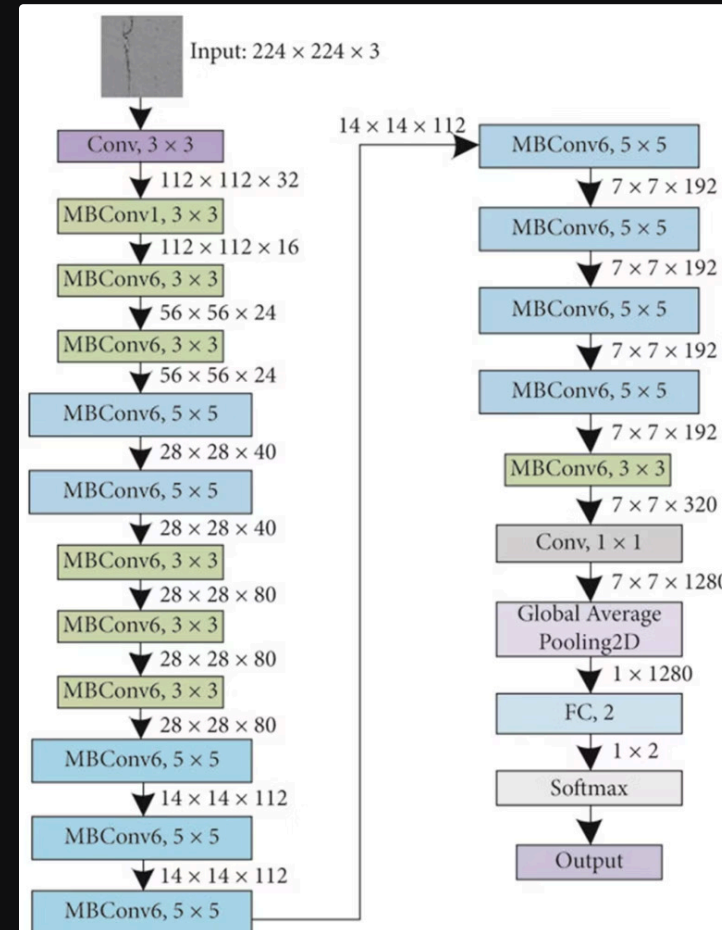 Input: 224 × 224 × 3
Conv, 3 × 3
112 × 112 × 32
MBConv1, 3 × 3
112 × 112 × 16
MBConv6, 3 × 3
56 × 56 × 24
MBConv6, 3 × 3
56 × 56 × 24
MBConv6, 5 × 5
28 × 28 × 40
MBConv6, 5 × 5
28 × 28 × 40
MBConv6, 3 × 3
28 × 28 × 80
MBConv6, 3 × 3
28 × 28 × 80
MBConv6, 3 × 3
28 × 28 × 80
MBConv6, 5 × 5
14 × 14 × 112
MBConv6, 5 × 5
14 × 14 × 112
MBConv6, 5 × 5
14 × 14 × 112
MBConv6, 5 × 5
7 × 7 × 192
MBConv6, 5 × 5
7 × 7 × 192
MBConv6, 5 × 5
7 × 7 × 192
MBConv6, 5 × 5
7 × 7 × 192
MBConv6, 3 × 3
7 × 7 × 320
Conv, 1 × 1
7 × 7 × 1280
Global Average
Pooling2D
1 × 1280
FC, 2
1 × 2
Softmax
Output